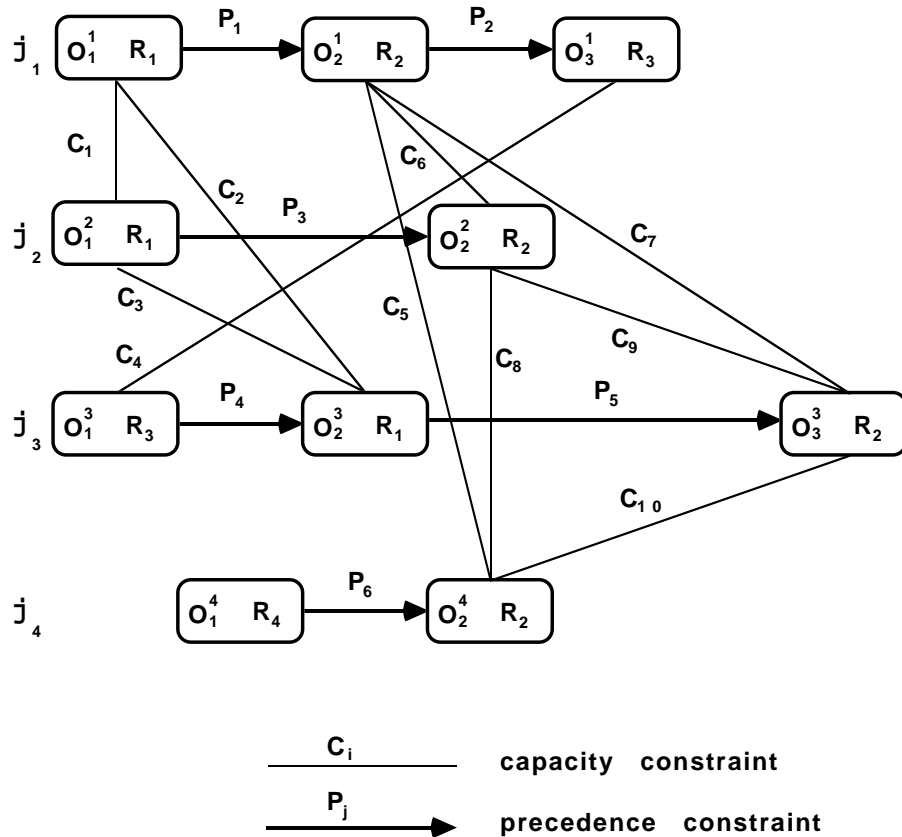 j₁ O₁¹ R₁ P₁ O₂¹ R₂ P₂ O₃¹ R₃
C₁ C₂ C₆
j₂ O₁² R₁ P₃ O₂² R₂ C₇
C₃ C₅
C₄ C₈ C₉
j₃ O₁³ R₃ P₄ O₂³ R₁ P₅ O₃³ R₂
C₁₀
j₄ O₁⁴ R₄ P₆ O₂⁴ R₂
Cᵢ capacity constraint
Pⱼ precedence constraint